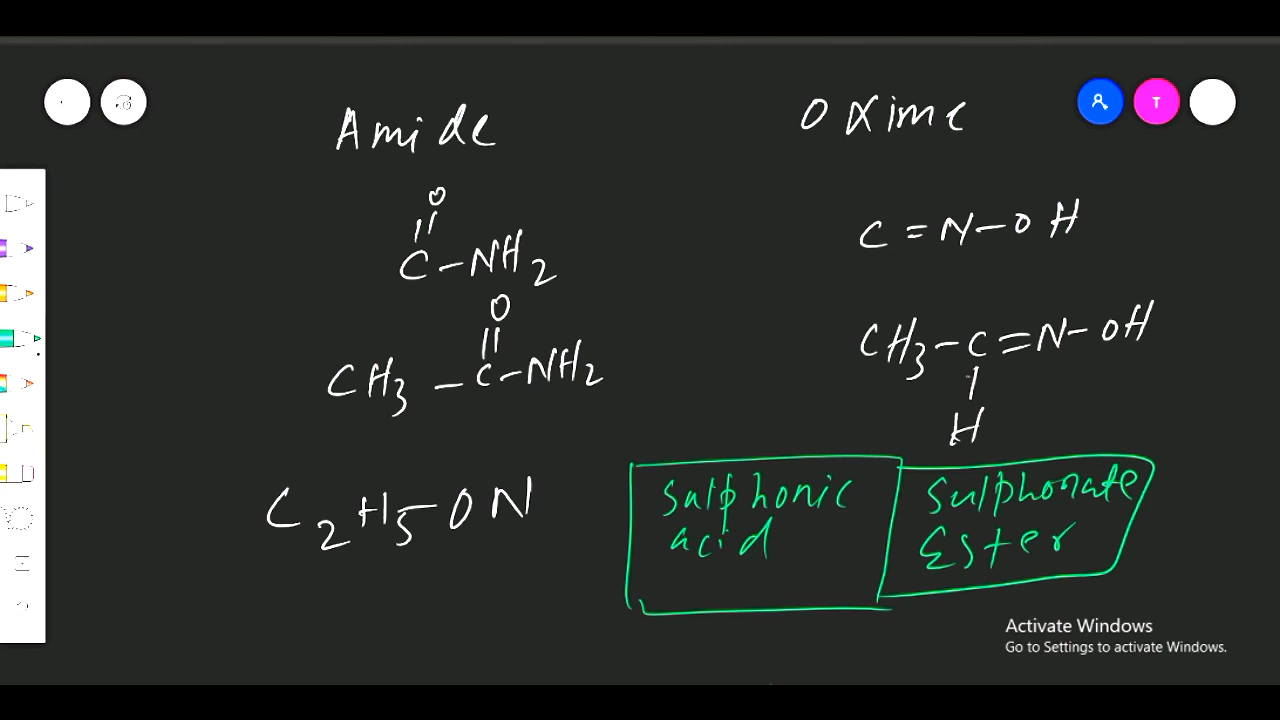 Amide
Oxime
O
||
C-NH2
C=N-OH
O
||
CH3-C-NH2
CH3-C=N-OH
|
H
C2H5ON
Sulphonic
acid
Sulphonate
Ester
T
Activate Windows
Go to Settings to activate Windows.